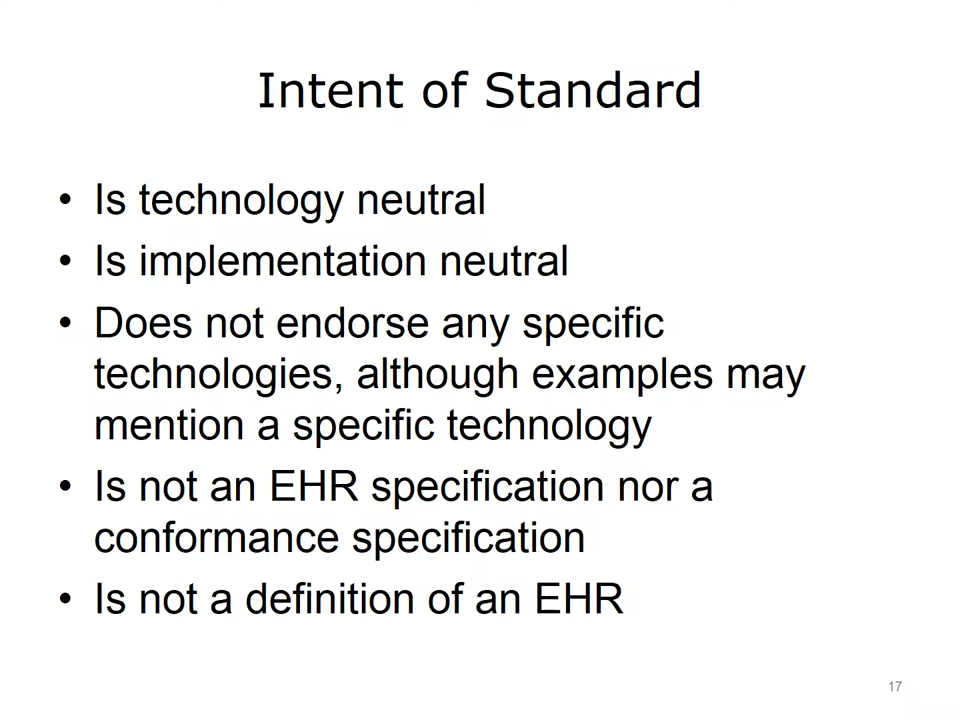 Intent of Standard
• Is technology neutral
• Is implementation neutral
• Does not endorse any specific
technologies, although examples may
mention a specific technology
• Is not an EHR specification nor a
conformance specification
• Is not a definition of an EHR
17